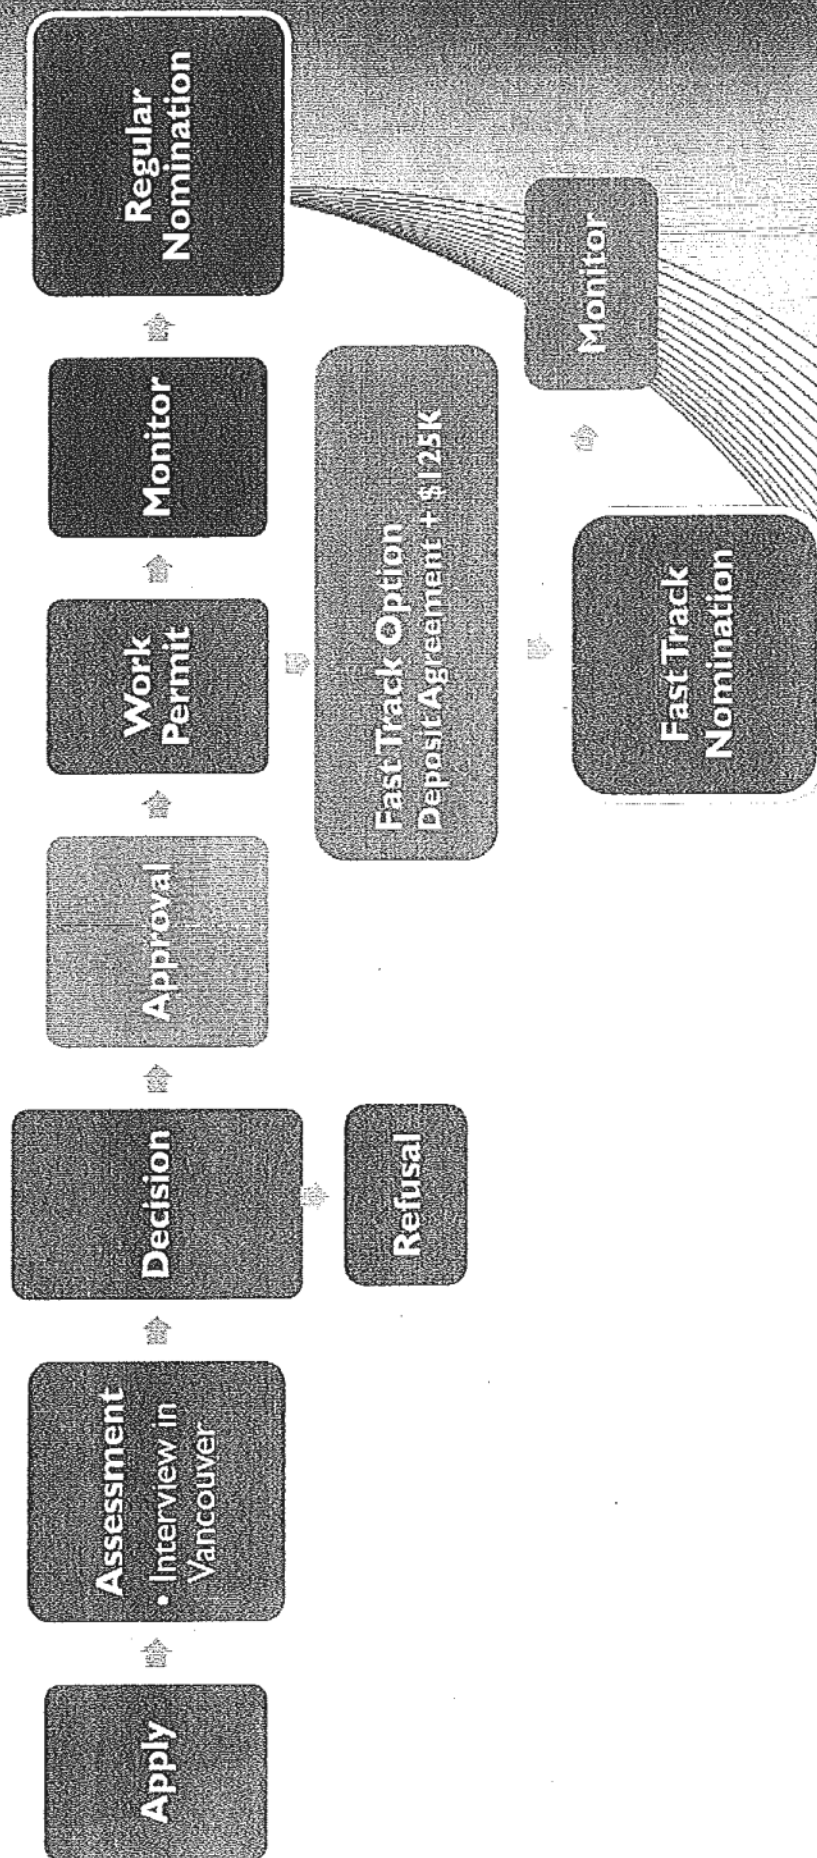 Apply
Assessment
• Interview in
Vancouver
Decision
Refusal
Approval
Work
Permit
Monitor
Regular
Nomination
Fast Track Option
Deposit Agreement + $125K
Fast Track
Nomination
Monitor